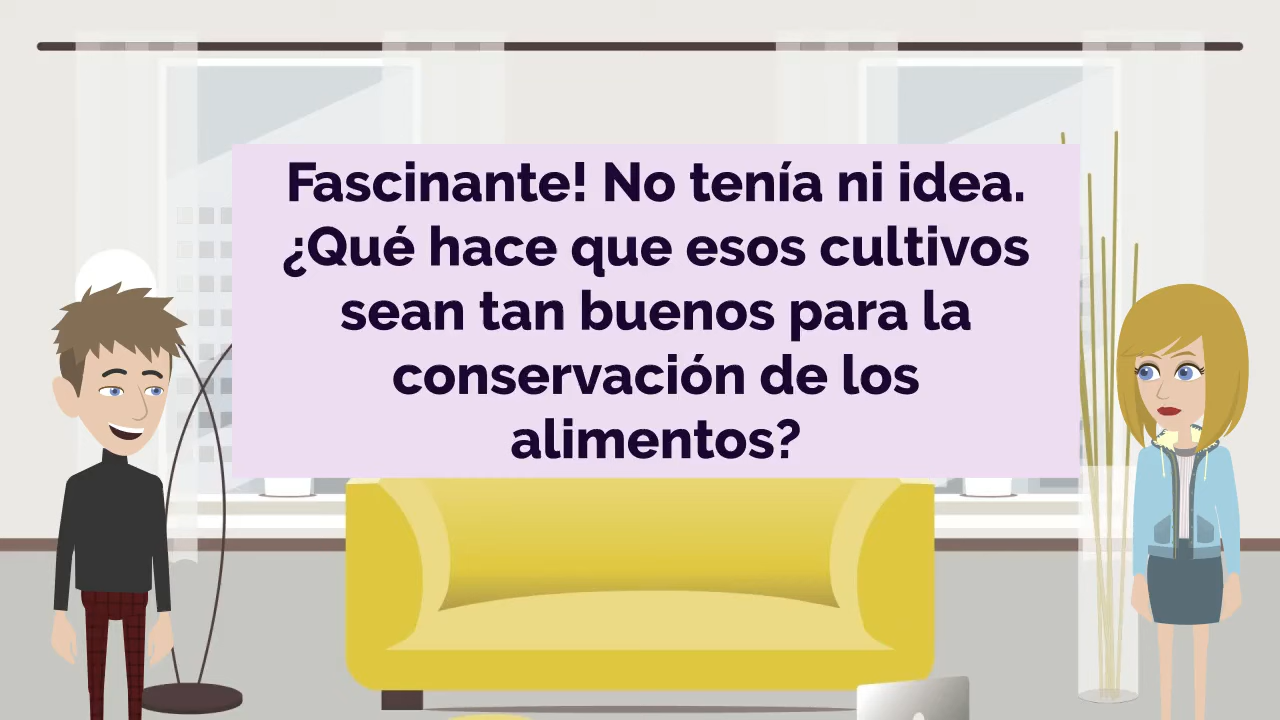 Fascinante! No tenía ni idea.
¿Qué hace que esos cultivos
sean tan buenos para la
conservación de los
alimentos?